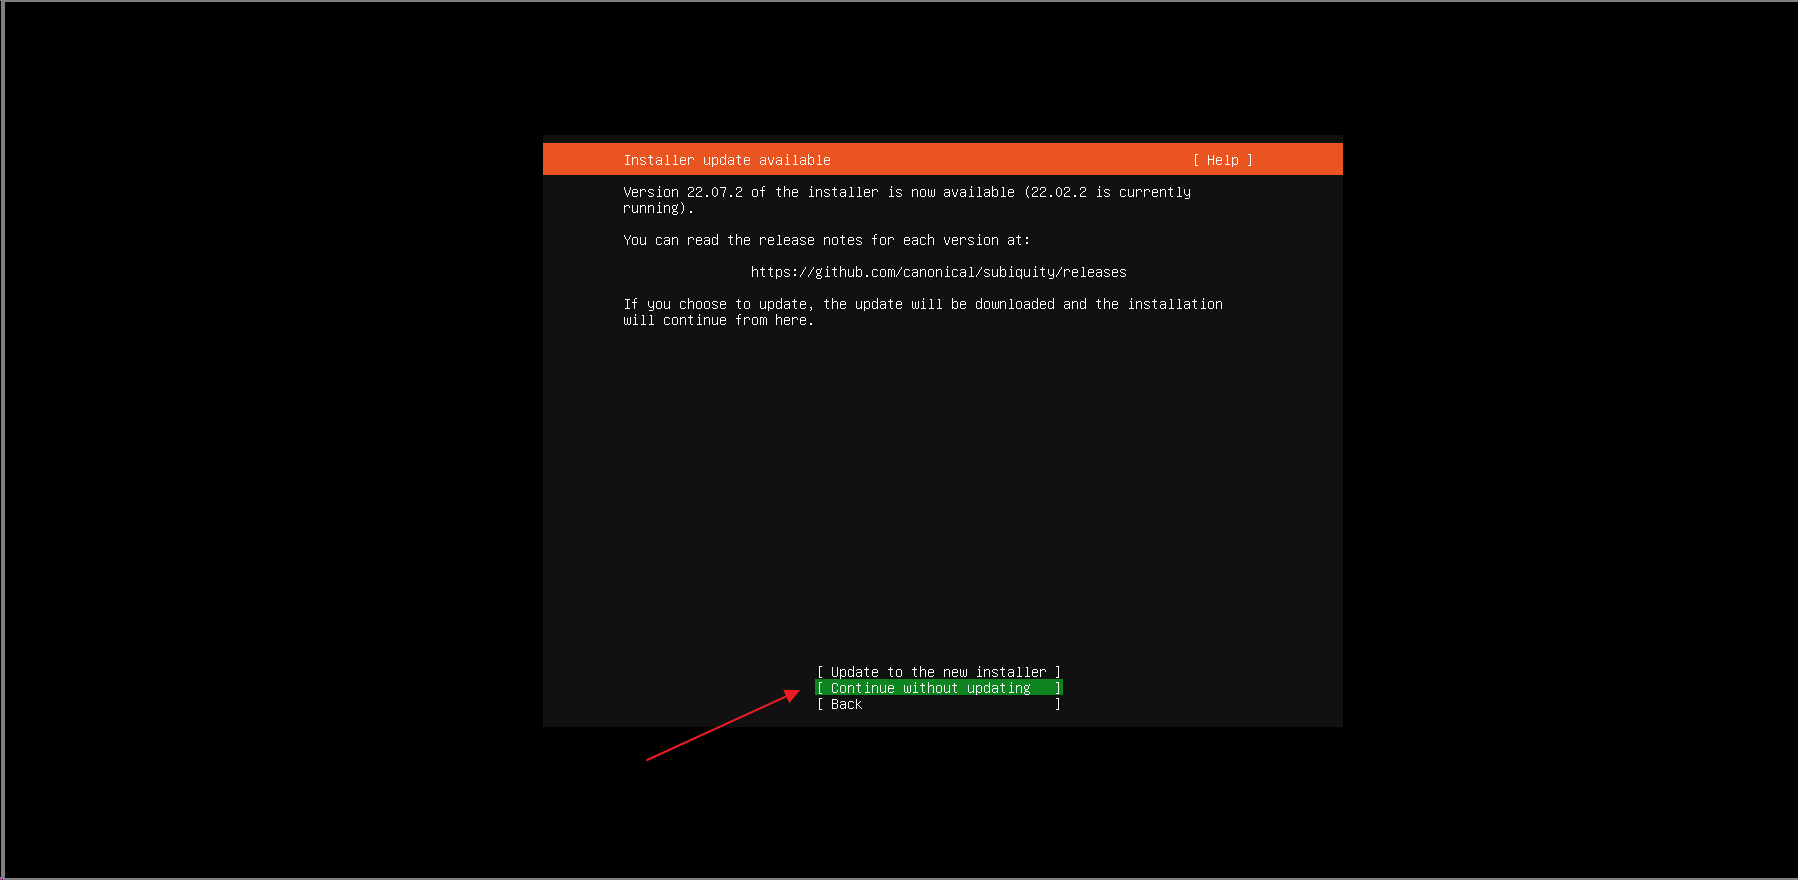 Installer update available [ Help ]
Version 22.07.2 of the installer is now available (22.02.2 is currently
running).
You can read the release notes for each version at:
https://github.com/canonical/subiquity/releases
If you choose to update, the update will be downloaded and the installation
will continue from here.
[ Update to the new installer ]
[ Continue without updating ]
[ Back ]